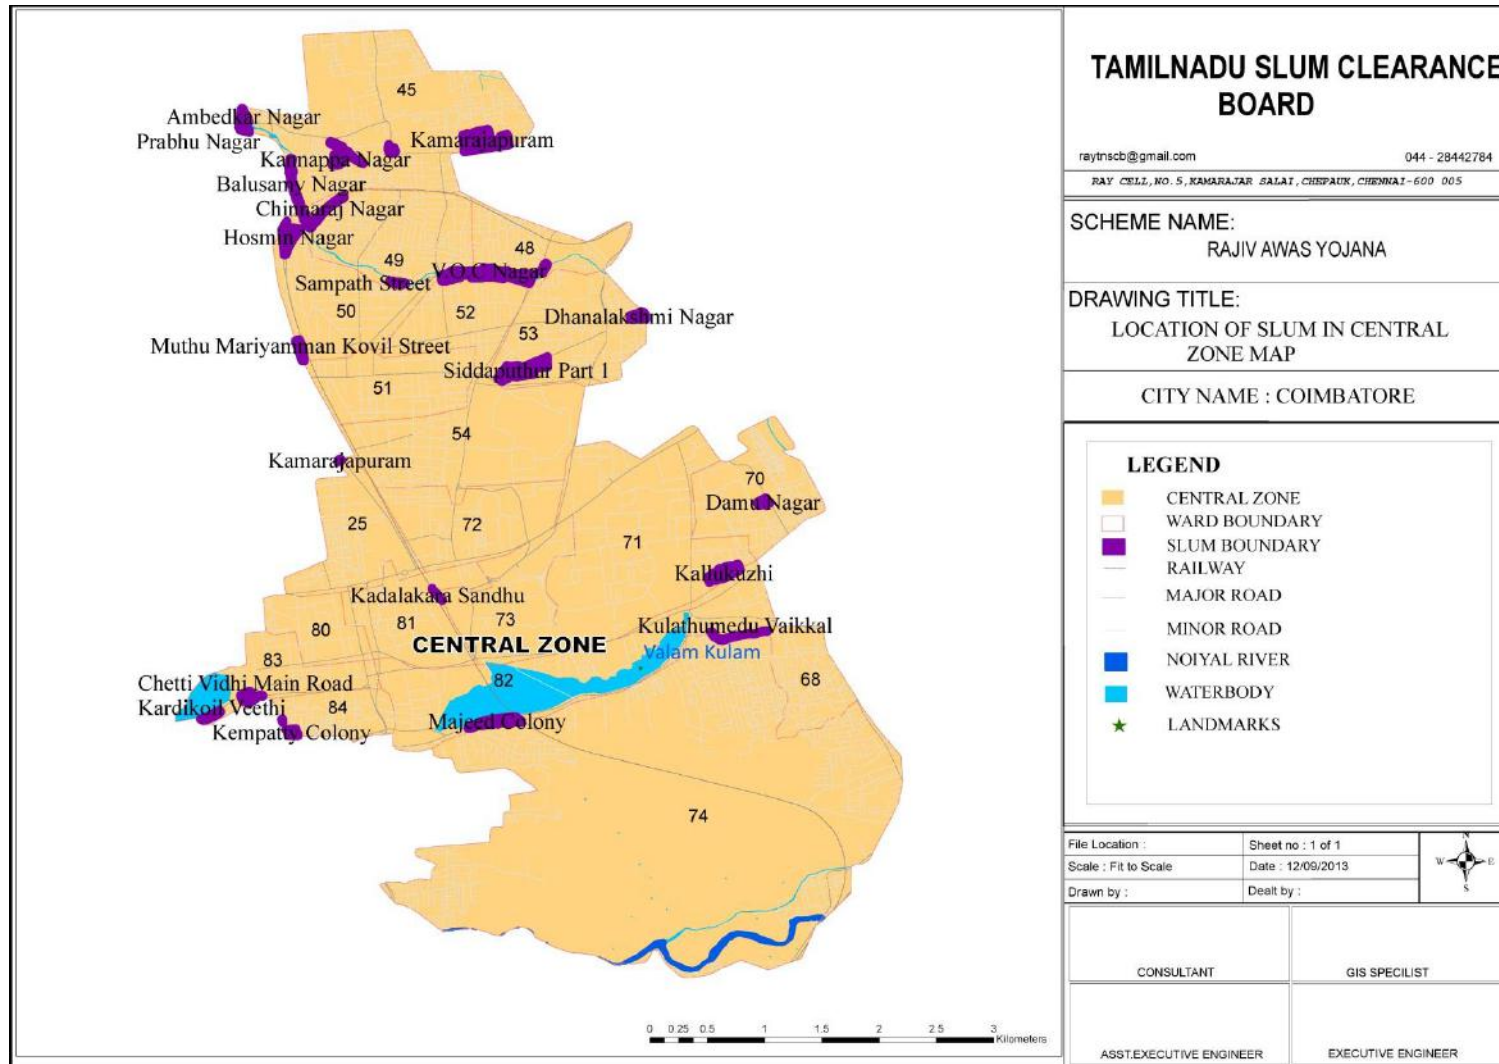 45
Ambedkar Nagar
Prabhu Nagar
Kamarajapuram
Kannappa Nagar
Balusamy Nagar
Chinnaraj Nagar
Hosmin Nagar
48
49
V.O.C Nagar
Sampath Street
50
52
Dhanalakshmi Nagar
53
Muthu Mariyamman Kovil Street
Siddaputhur Part 1
51
54
Kamarajapuram
70
Damu Nagar
25
72
71
Kallukuzhi
Kadalakara Sandhu
73
81
80
Kulathumedu Vaikkal
CENTRAL ZONE
Valam Kulam
83
82
68
Chetti Vidhi Main Road
Kardikoil Veethi
84
Kempatty Colony
Majeed Colony
74
0 0.25 0.5 1 1.5 2 2.5 3
Kilometers
TAMILNADU SLUM CLEARANCE
BOARD
raytnscb@gmail.com 044 - 28442784
RAY CELL,NO.5,KAMARAJAR SALAI,CHEPAUK,CHENNAI-600 005
SCHEME NAME:
RAJIV AWAS YOJANA
DRAWING TITLE:
LOCATION OF SLUM IN CENTRAL
ZONE MAP
CITY NAME : COIMBATORE
LEGEND
CENTRAL ZONE
WARD BOUNDARY
SLUM BOUNDARY
RAILWAY
MAJOR ROAD
MINOR ROAD
NOIYAL RIVER
WATERBODY
LANDMARKS
File Location : Sheet no : 1 of 1
Scale : Fit to Scale Date : 12/09/2013
Drawn by : Dealt by :
N
W E
S
CONSULTANT GIS SPECILIST
ASST.EXECUTIVE ENGINEER EXECUTIVE ENGINEER